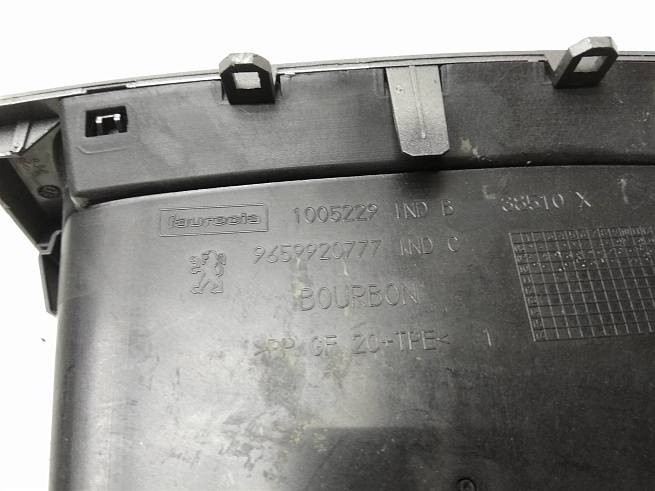 faurecia 1005229 IND B 38510 X
9659920777 IND C
BOURBON
>PP GF 20+TPE< 1